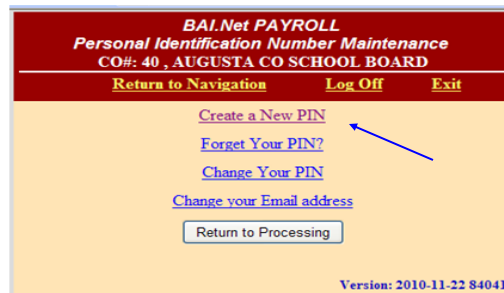 BAI.Net PAYROLL
Personal Identification Number Maintenance
CO#: 40 , AUGUSTA CO SCHOOL BOARD
Return to Navigation Log Off Exit
Create a New PIN
Forget Your PIN?
Change Your PIN
Change your Email address
Return to Processing
Version: 2010-11-22 8404